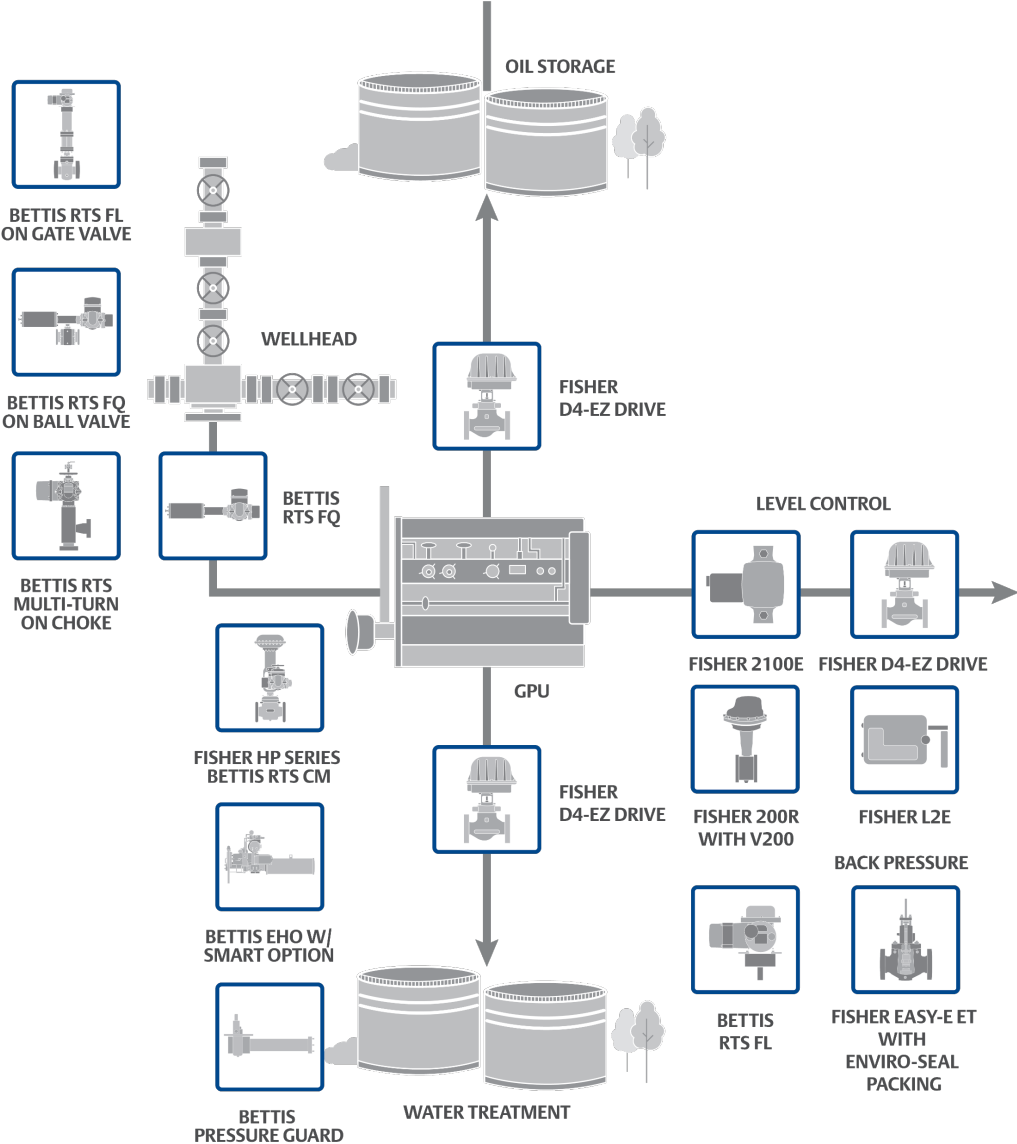 OIL STORAGE
BETTIS RTS FL
ON GATE VALVE
WELLHEAD
BETTIS RTS FQ
ON BALL VALVE
FISHER
D4-EZ DRIVE
BETTIS
RTS FQ
LEVEL CONTROL
BETTIS RTS
MULTI-TURN
ON CHOKE
FISHER 2100E
FISHER D4-EZ DRIVE
GPU
FISHER HP SERIES
BETTIS RTS CM
FISHER
D4-EZ DRIVE
FISHER 200R
WITH V200
FISHER L2E
BACK PRESSURE
BETTIS EHO W/
SMART OPTION
BETTIS
RTS FL
FISHER EASY-E ET
WITH
ENVIRO-SEAL
PACKING
WATER TREATMENT
BETTIS
PRESSURE GUARD